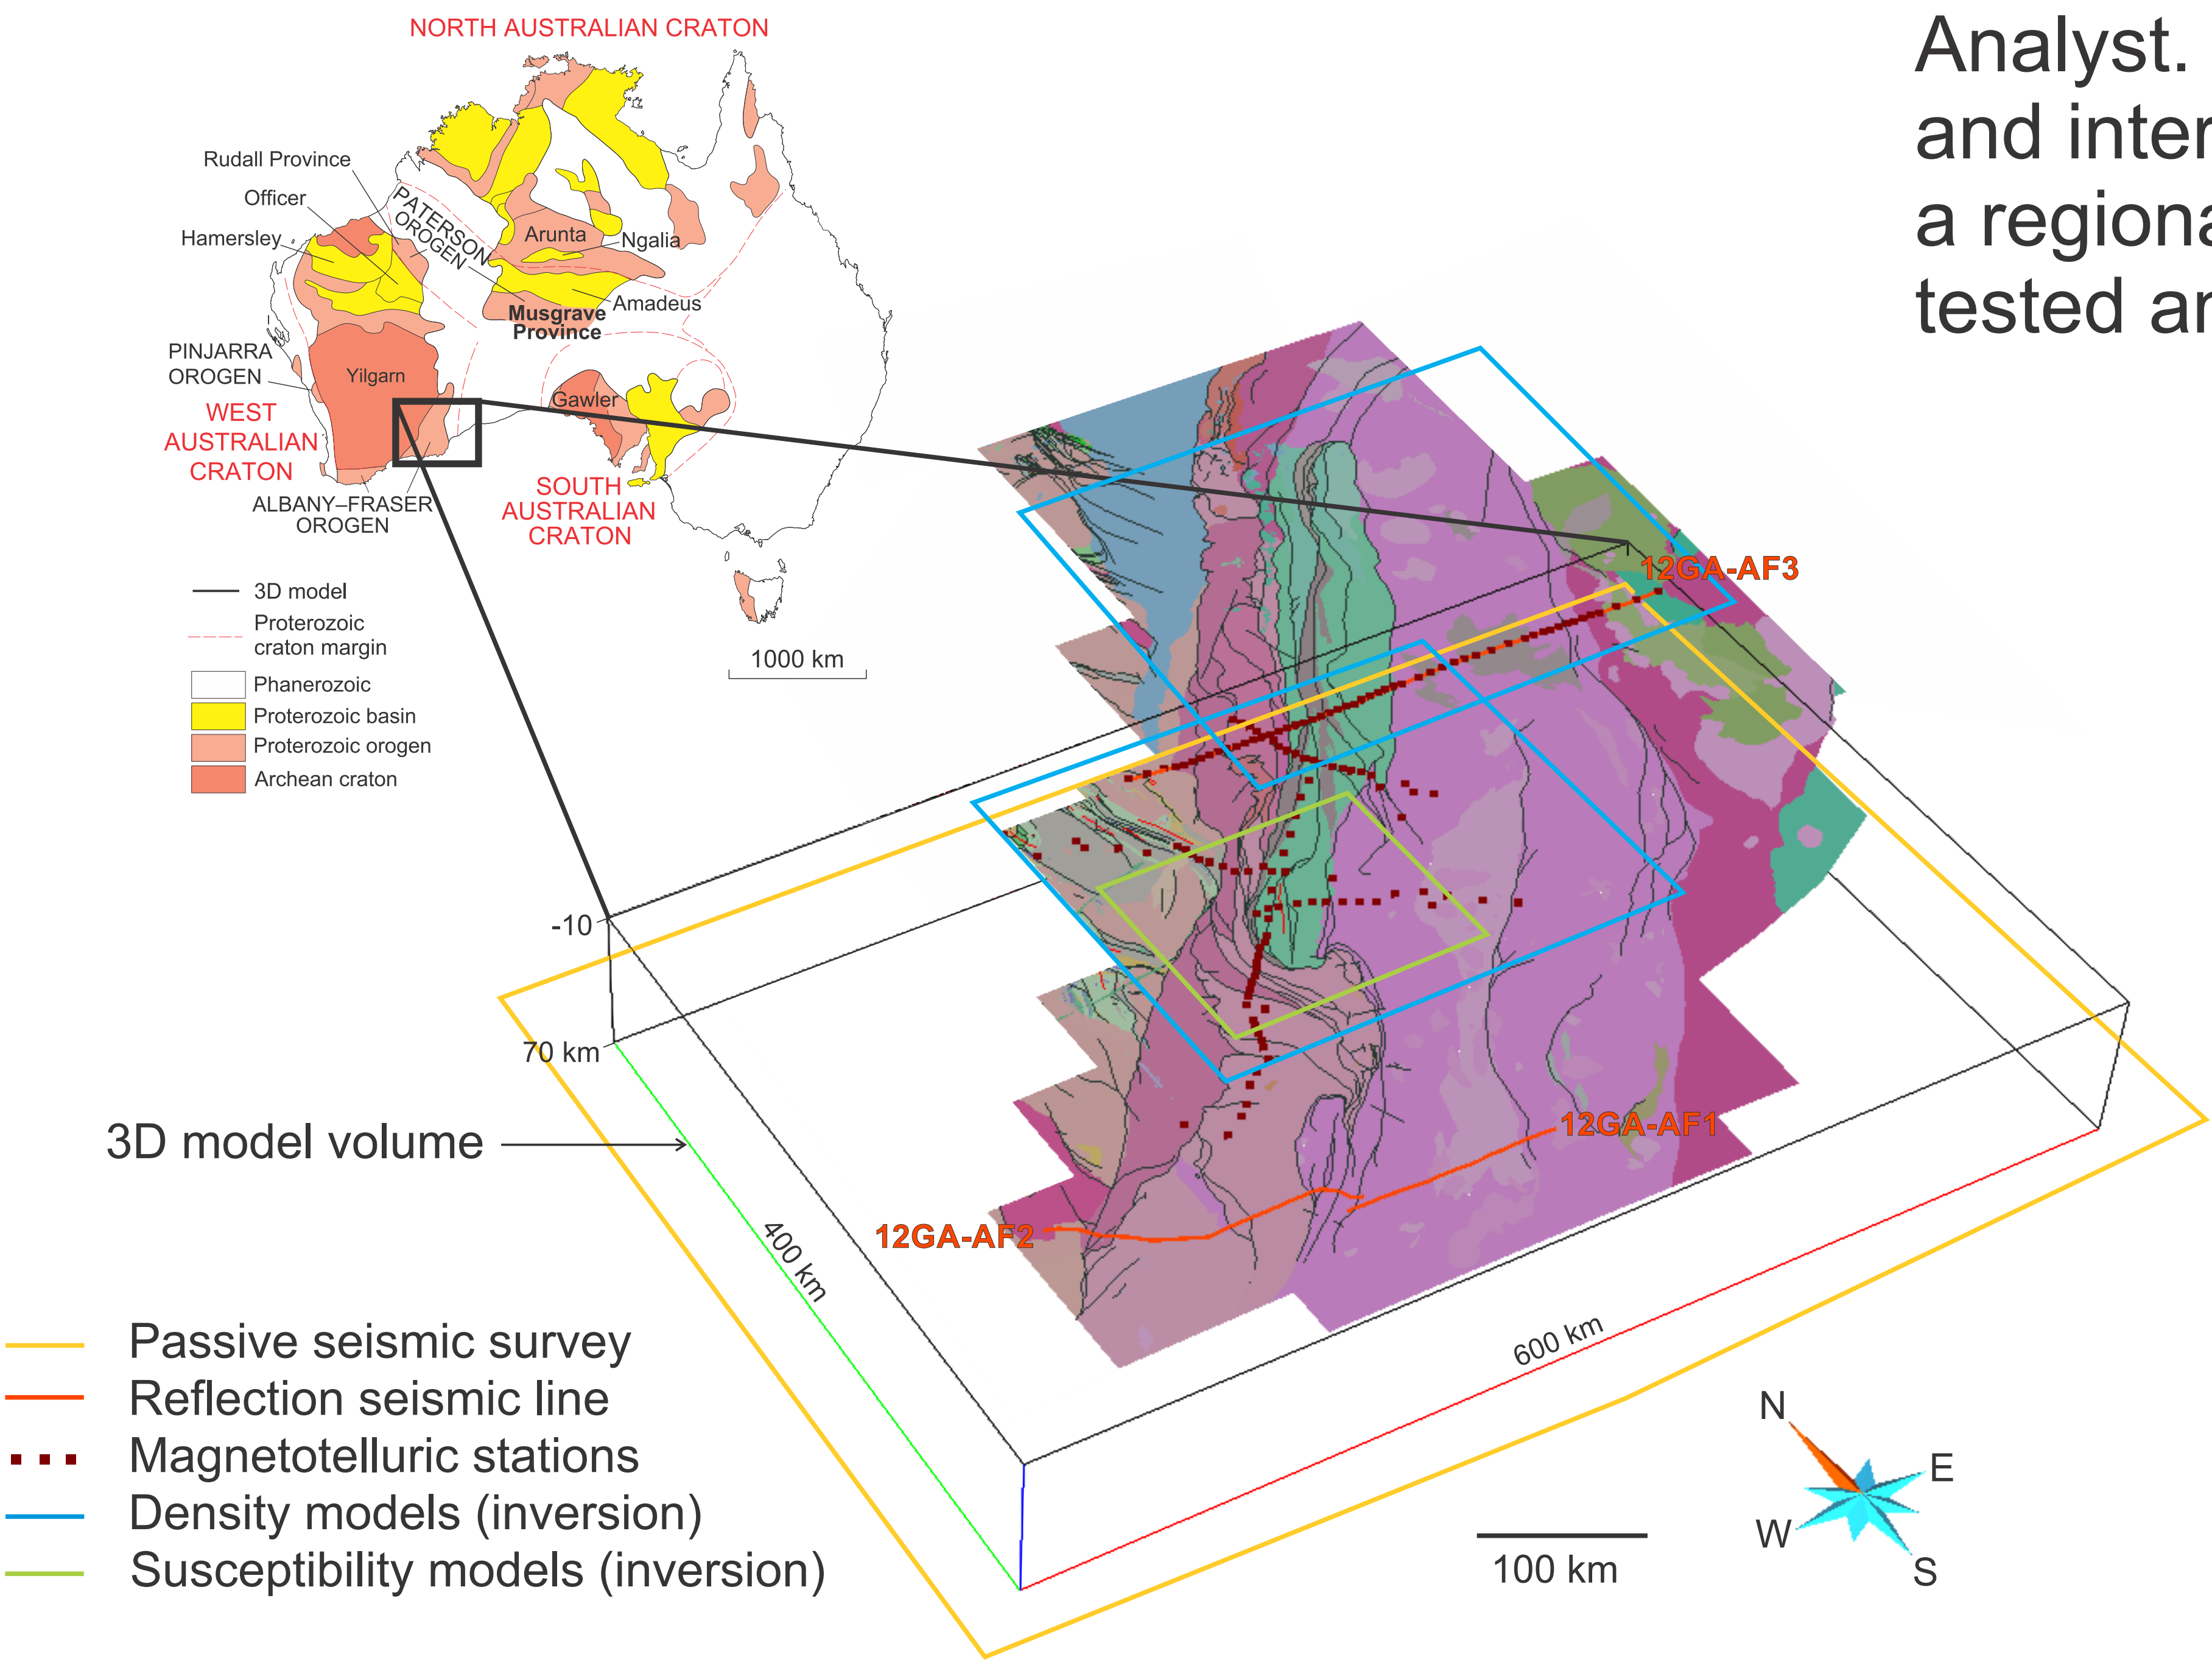 Analyst.
and inter
a regiona
tested ar
NORTH AUSTRALIAN CRATON
Rudall Province
Officer
Hamersley
PATERSON
OROGEN
Arunta
Ngalia
Amadeus
Musgrave
Province
PINJARRA
OROGEN
Yilgarn
Gawler
WEST
AUSTRALIAN
CRATON
SOUTH
AUSTRALIAN
CRATON
ALBANY–FRASER
OROGEN
3D model
Proterozoic
craton margin
Phanerozoic
Proterozoic basin
Proterozoic orogen
Archean craton
1000 km
12GA-AF3
-10
70 km
3D model volume
12GA-AF1
12GA-AF2
400 km
600 km
Passive seismic survey
Reflection seismic line
Magnetotelluric stations
Density models (inversion)
Susceptibility models (inversion)
100 km
N
E
W
S